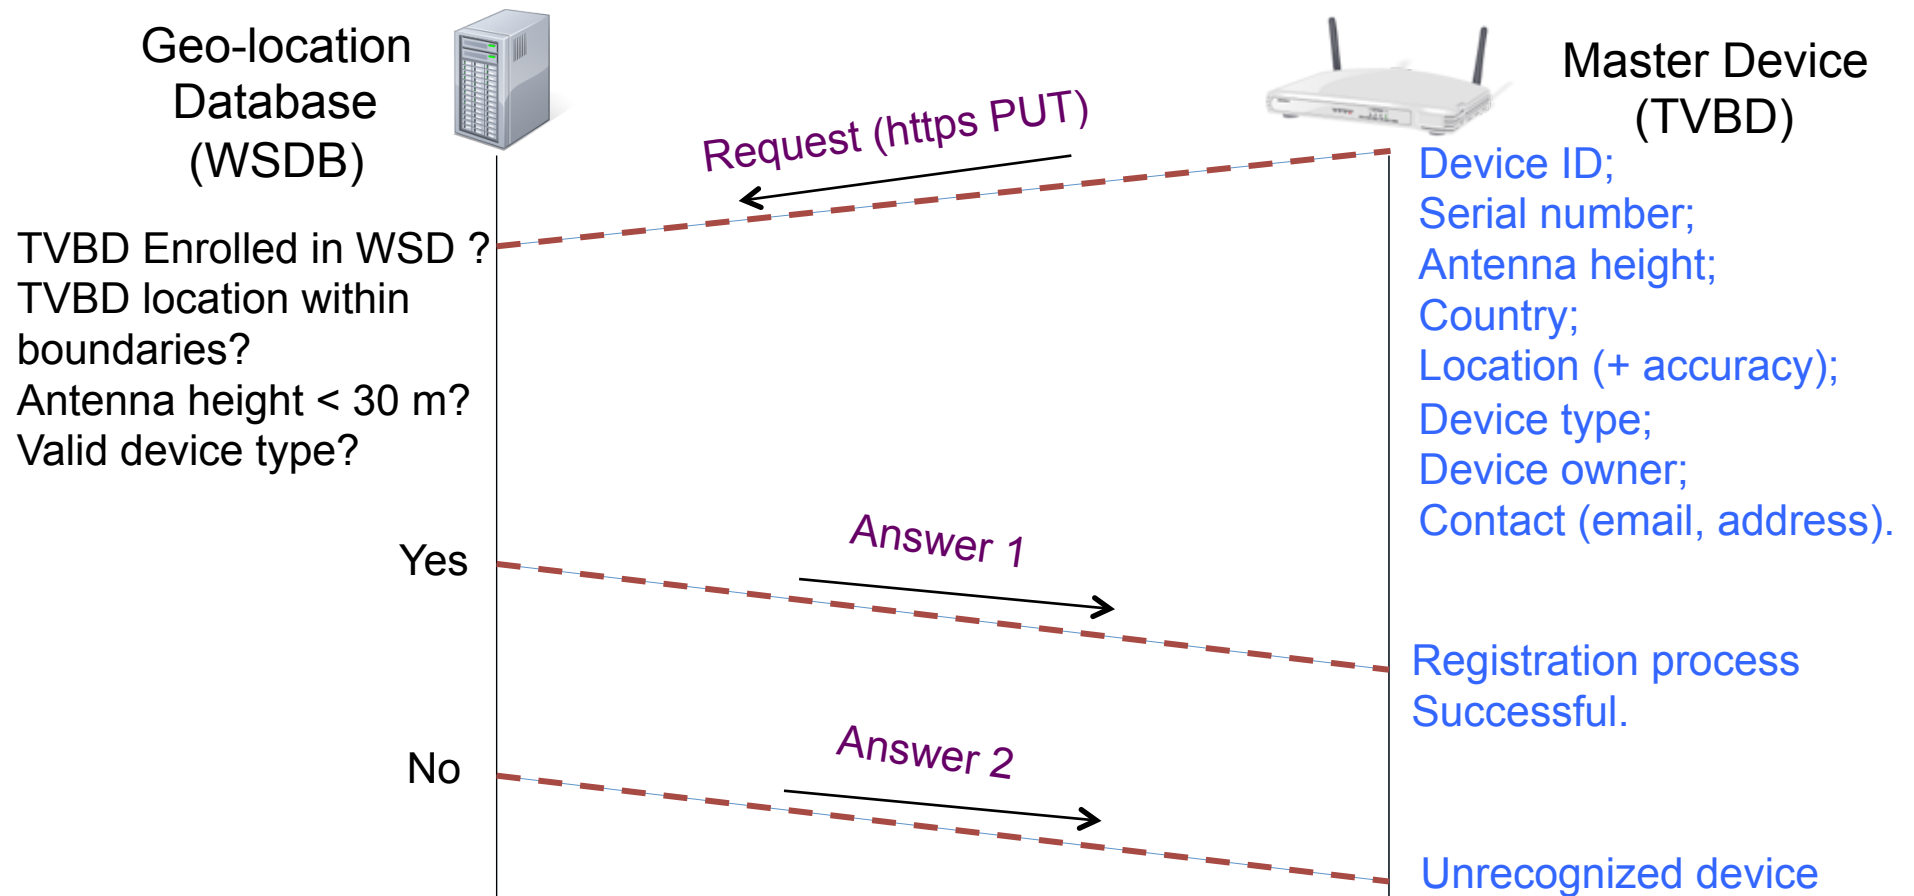 Geo-location
Database
(WSDB)
Master Device
(TVBD)
Request (https PUT)
Device ID;
Serial number;
Antenna height;
Country;
Location (+ accuracy);
Device type;
Device owner;
Contact (email, address).
TVBD Enrolled in WSD ?
TVBD location within
boundaries?
Antenna height < 30 m?
Valid device type?
Yes
Answer 1
Registration process
Successful.
No
Answer 2
Unrecognized device